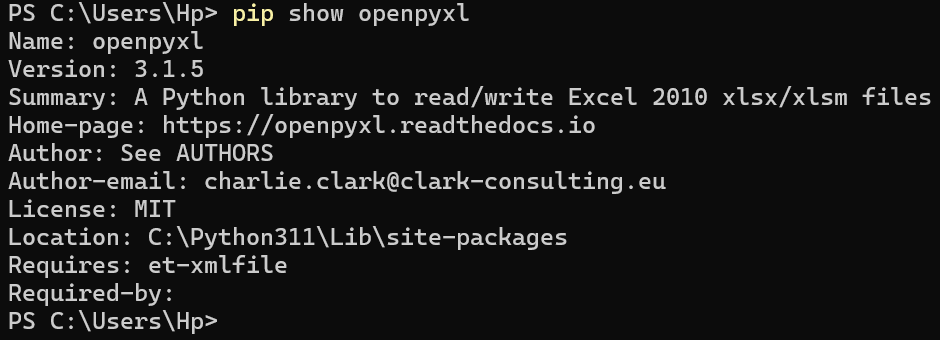 PS C:\Users\Hp> pip show openpyxl
Name: openpyxl
Version: 3.1.5
Summary: A Python library to read/write Excel 2010 xlsx/xlsm files
Home-page: https://openpyxl.readthedocs.io
Author: See AUTHORS
Author-email: charlie.clark@clark-consulting.eu
License: MIT
Location: C:\Python311\Lib\site-packages
Requires: et-xmlfile
Required-by:
PS C:\Users\Hp>